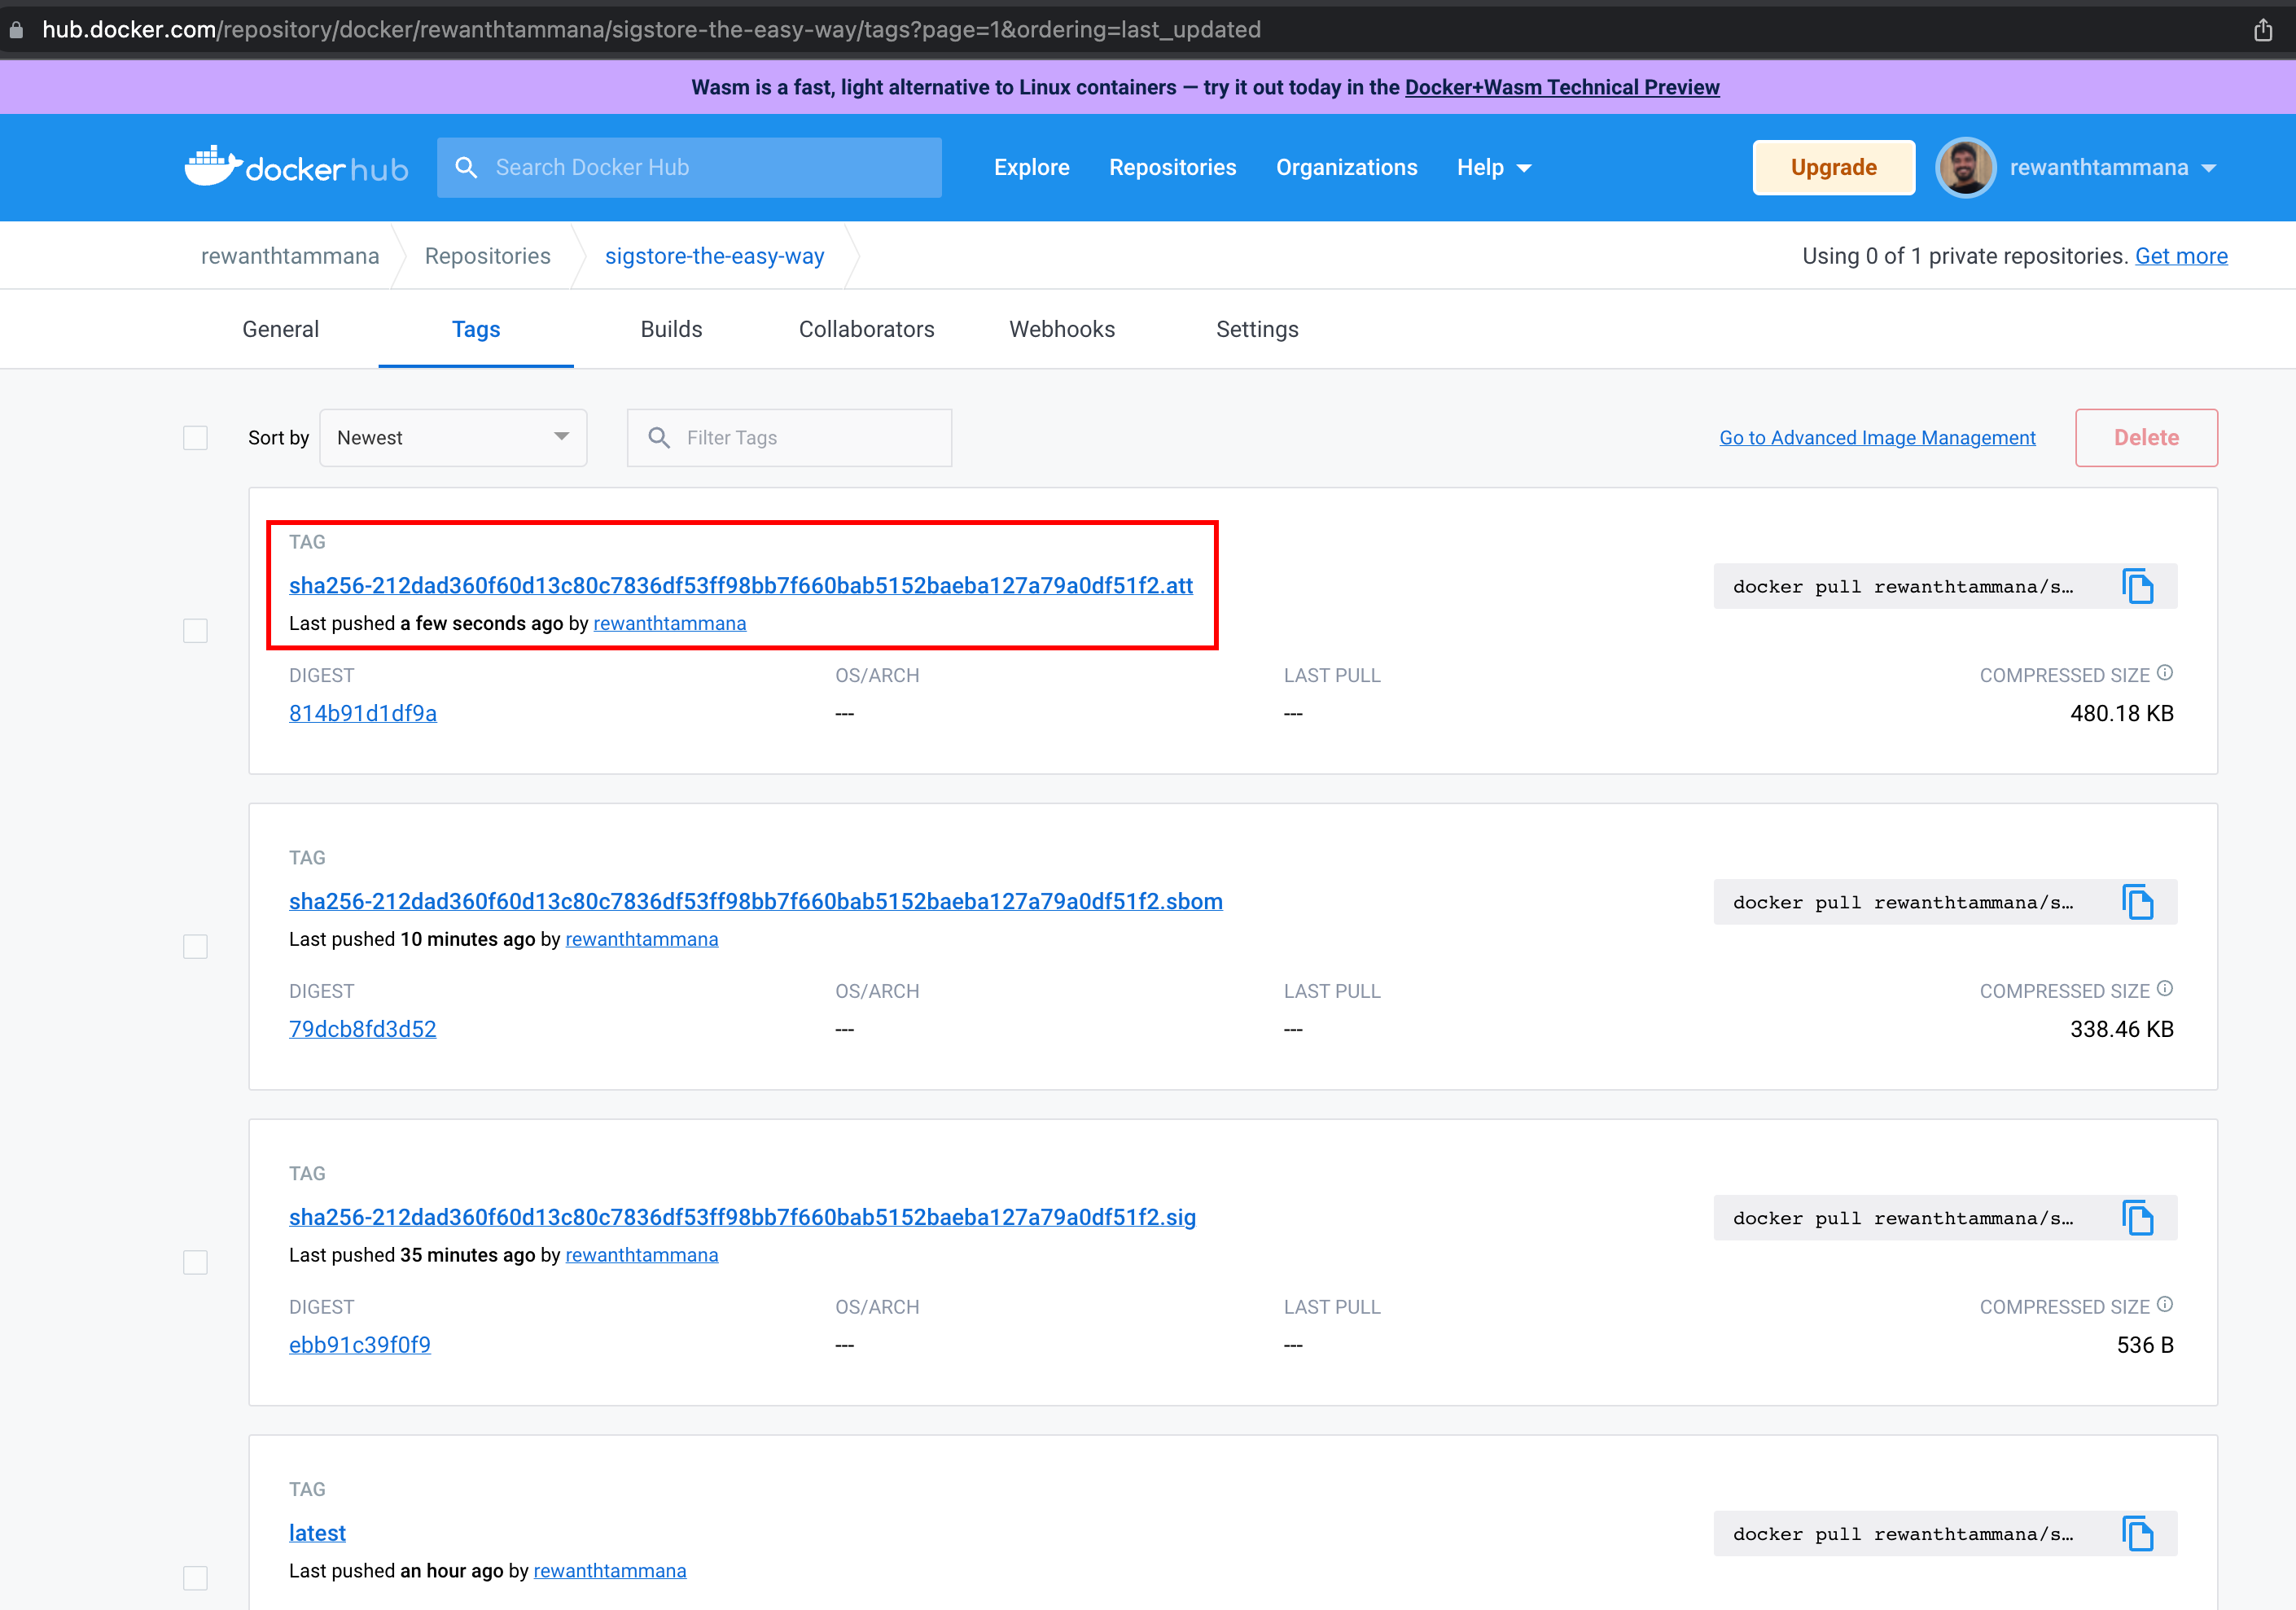 hub.docker.com/repository/docker/rewanthtammana/sigstore-the-easy-way/tags?page=1&ordering=last_updated
Wasm is a fast, light alternative to Linux containers — try it out today in the Docker+Wasm Technical Preview
docker hub Search Docker Hub Explore Repositories Organizations Help Upgrade rewanthtammana
rewanthtammana Repositories sigstore-the-easy-way Using 0 of 1 private repositories. Get more
General Tags Builds Collaborators Webhooks Settings
Sort by Newest Filter Tags Go to Advanced Image Management Delete
TAG
sha256-212dad360f60d13c80c7836df53ff98bb7f660bab5152baeba127a79a0df51f2.att docker pull rewanthtammana/s...
Last pushed a few seconds ago by rewanthtammana
DIGEST OS/ARCH LAST PULL COMPRESSED SIZE
814b91d1df9a --- --- 480.18 KB
TAG
sha256-212dad360f60d13c80c7836df53ff98bb7f660bab5152baeba127a79a0df51f2.sbom docker pull rewanthtammana/s...
Last pushed 10 minutes ago by rewanthtammana
DIGEST OS/ARCH LAST PULL COMPRESSED SIZE
79dcb8fd3d52 --- --- 338.46 KB
TAG
sha256-212dad360f60d13c80c7836df53ff98bb7f660bab5152baeba127a79a0df51f2.sig docker pull rewanthtammana/s...
Last pushed 35 minutes ago by rewanthtammana
DIGEST OS/ARCH LAST PULL COMPRESSED SIZE
ebb91c39f0f9 --- --- 536 B
TAG
latest docker pull rewanthtammana/s...
Last pushed an hour ago by rewanthtammana